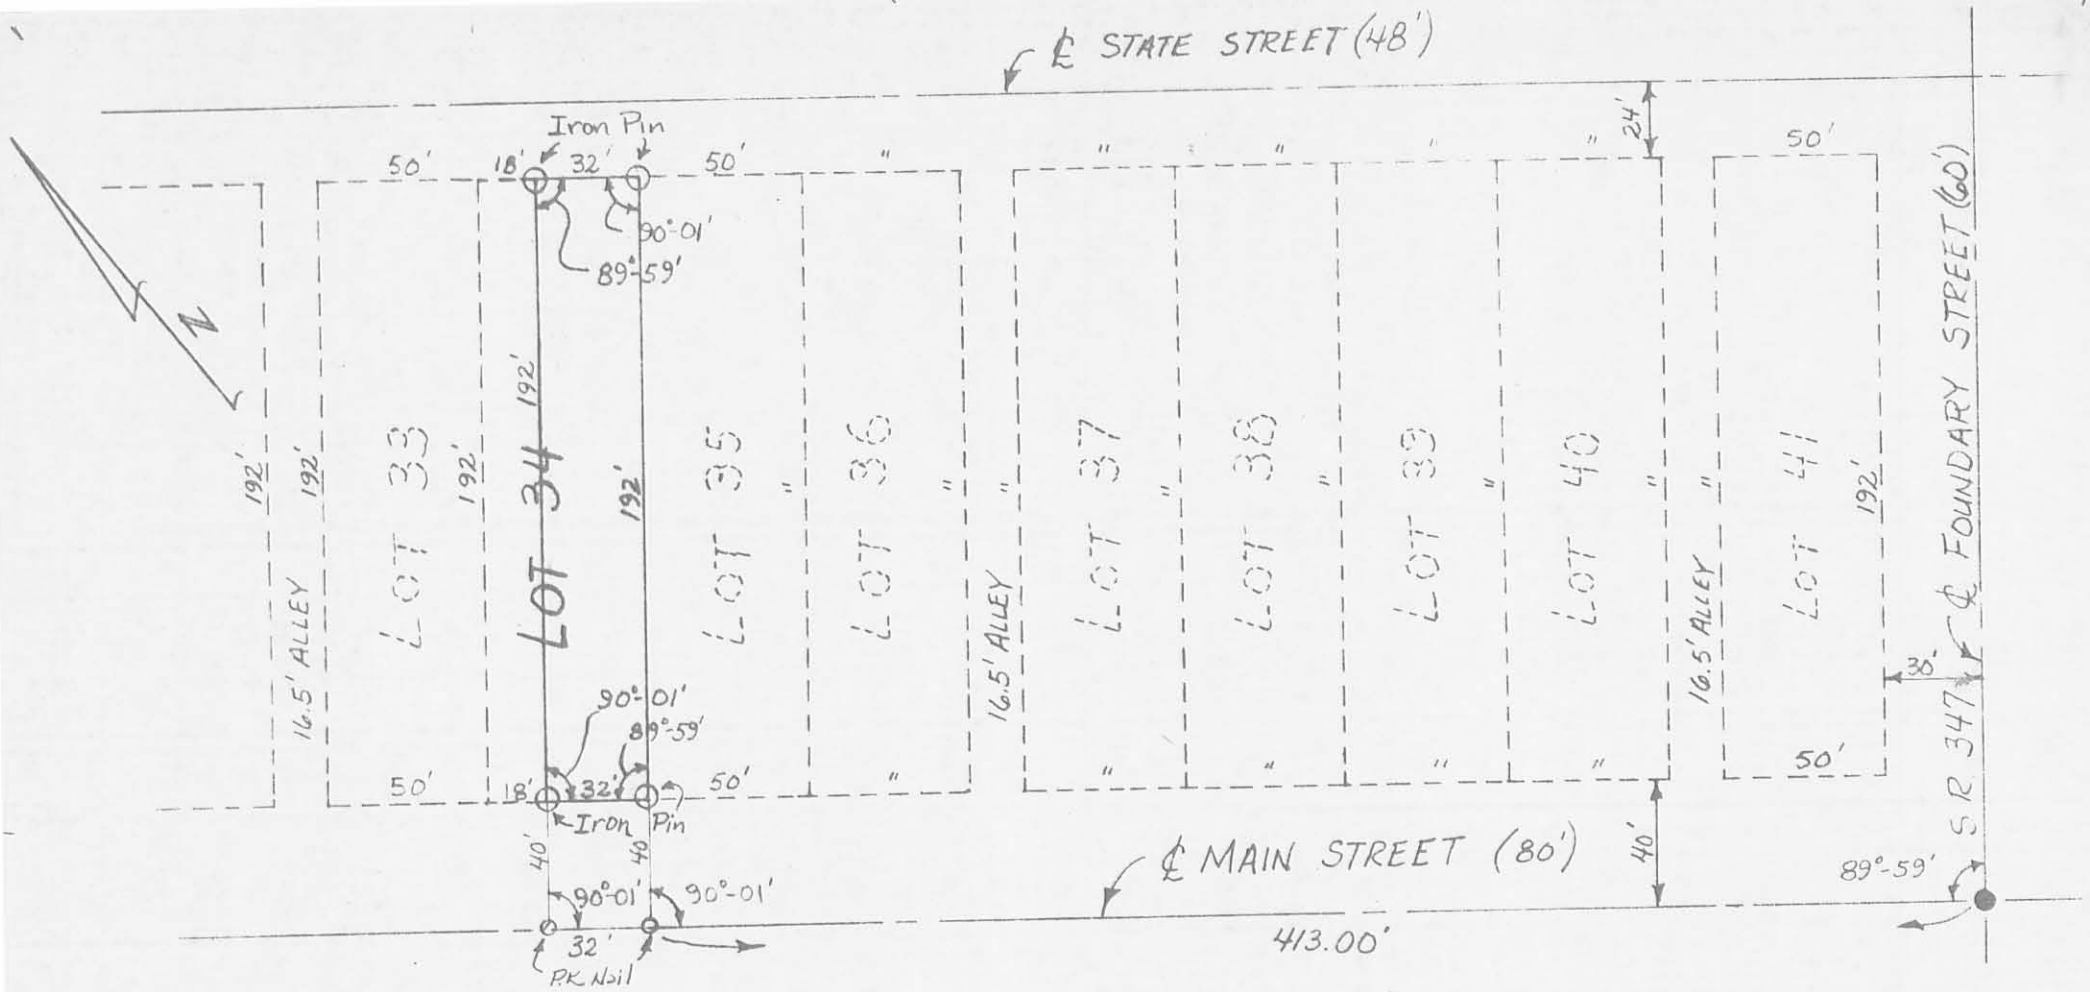 ℄ STATE STREET (48')
Iron Pin
50' 18' 32' 50' " " " " " 24' 50'
90°-01'
89°-59'
N
192'
192'
16.5' ALLEY
LOT 33
192'
LOT 34 192'
192'
LOT 35
"
LOT 36
"
16.5' ALLEY "
LOT 37
"
LOT 38
"
LOT 39
"
LOT 40
"
16.5' ALLEY "
LOT 41
192'
30'
S.R. 347 ℄ FOUNDARY STREET (60')
90°-01'
89°-59'
50' 18' 32' 50' " " " " " 50'
Iron Pin
40' 40'
℄ MAIN STREET (80') 40'
89°-59'
90°-01' 90°-01'
32' 413.00'
P.K. Nail